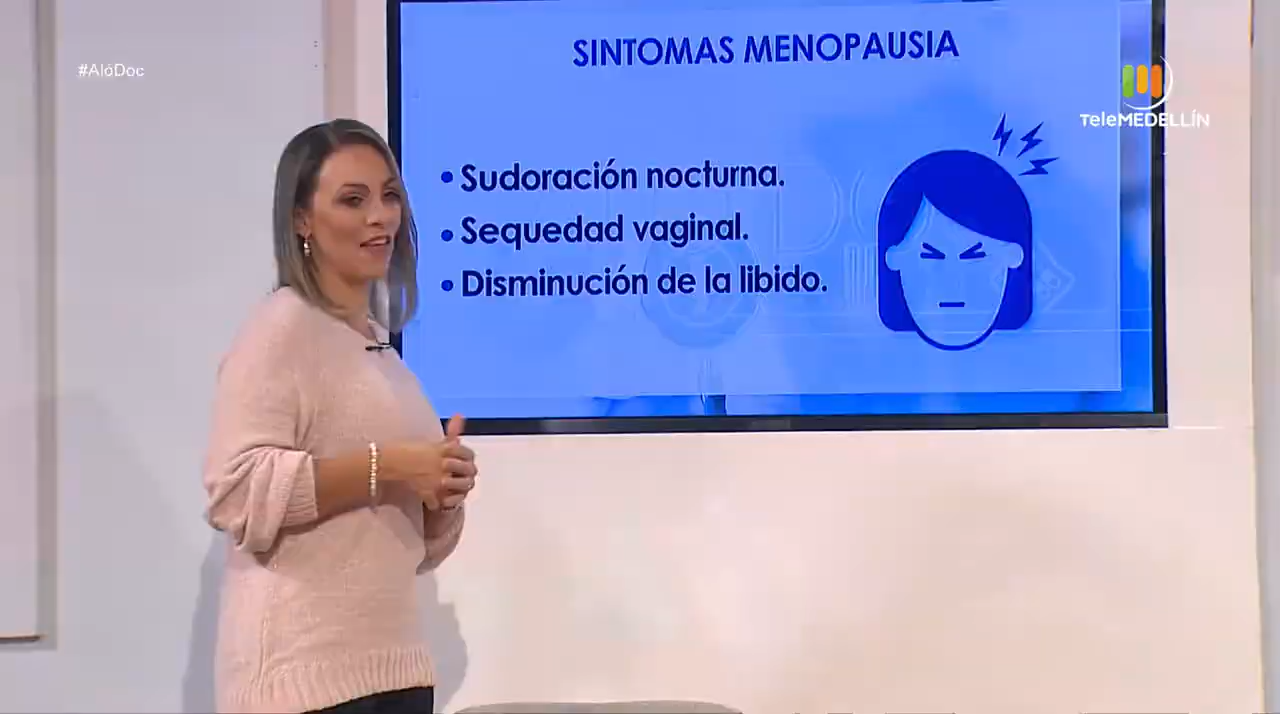 SINTOMAS MENOPAUSIA
#AlóDoc
TeleMEDELLÍN
• Sudoración nocturna.
• Sequedad vaginal.
• Disminución de la libido.